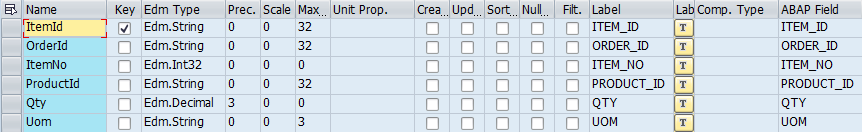 Name Key Edm Type Prec. Scale Max... Unit Prop. Crea... Upd... Sort... Null... Filt. Label Lab Comp. Type ABAP Field
ItemId Edm.String 0 0 32 ITEM_ID T ITEM_ID
OrderId Edm.String 0 0 32 ORDER_ID T ORDER_ID
ItemNo Edm.Int32 0 0 0 ITEM_NO T ITEM_NO
ProductId Edm.String 0 0 32 PRODUCT_ID T PRODUCT_ID
Qty Edm.Decimal 3 0 0 QTY T QTY
Uom Edm.String 0 0 3 UOM T UOM